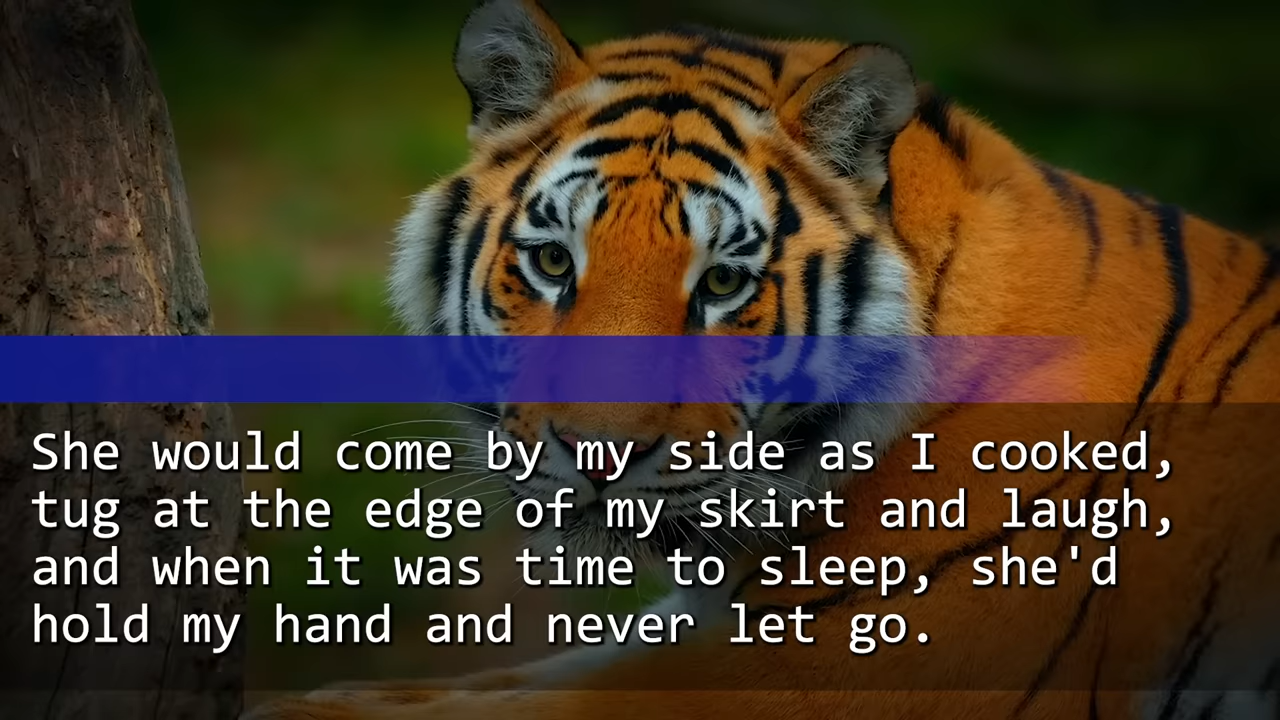 She would come by my side as I cooked,
tug at the edge of my skirt and laugh,
and when it was time to sleep, she'd
hold my hand and never let go.